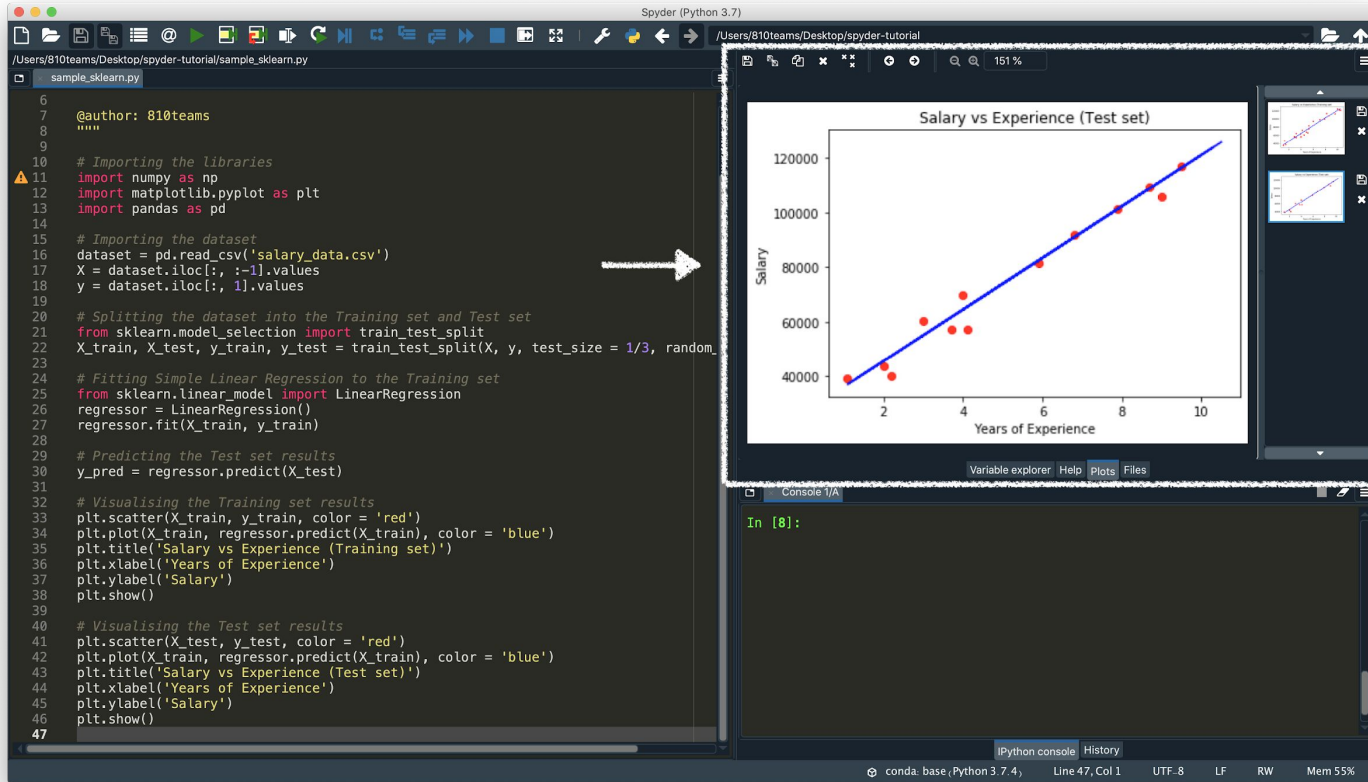 Spyder (Python 3.7)
/Users/810teams/Desktop/spyder-tutorial
/Users/810teams/Desktop/spyder-tutorial/sample_sklearn.py
sample_sklearn.py
6
7 @author: 810teams
8 """
9
10 # Importing the libraries
11 import numpy as np
12 import matplotlib.pyplot as plt
13 import pandas as pd
14
15 # Importing the dataset
16 dataset = pd.read_csv('salary_data.csv')
17 X = dataset.iloc[:, :-1].values
18 y = dataset.iloc[:, 1].values
19
20 # Splitting the dataset into the Training set and Test set
21 from sklearn.model_selection import train_test_split
22 X_train, X_test, y_train, y_test = train_test_split(X, y, test_size = 1/3, random_
23
24 # Fitting Simple Linear Regression to the Training set
25 from sklearn.linear_model import LinearRegression
26 regressor = LinearRegression()
27 regressor.fit(X_train, y_train)
28
29 # Predicting the Test set results
30 y_pred = regressor.predict(X_test)
31
32 # Visualising the Training set results
33 plt.scatter(X_train, y_train, color = 'red')
34 plt.plot(X_train, regressor.predict(X_train), color = 'blue')
35 plt.title('Salary vs Experience (Training set)')
36 plt.xlabel('Years of Experience')
37 plt.ylabel('Salary')
38 plt.show()
39
40 # Visualising the Test set results
41 plt.scatter(X_test, y_test, color = 'red')
42 plt.plot(X_train, regressor.predict(X_train), color = 'blue')
43 plt.title('Salary vs Experience (Test set)')
44 plt.xlabel('Years of Experience')
45 plt.ylabel('Salary')
46 plt.show()
47
151 %
Salary vs Experience (Test set)
120000
100000
80000
60000
40000
Salary
2 4 6 8 10
Years of Experience
Variable explorer Help Plots Files
Console 1/A
In [8]:
IPython console History
conda: base (Python 3.7.4) Line 47, Col 1 UTF-8 LF RW Mem 55%